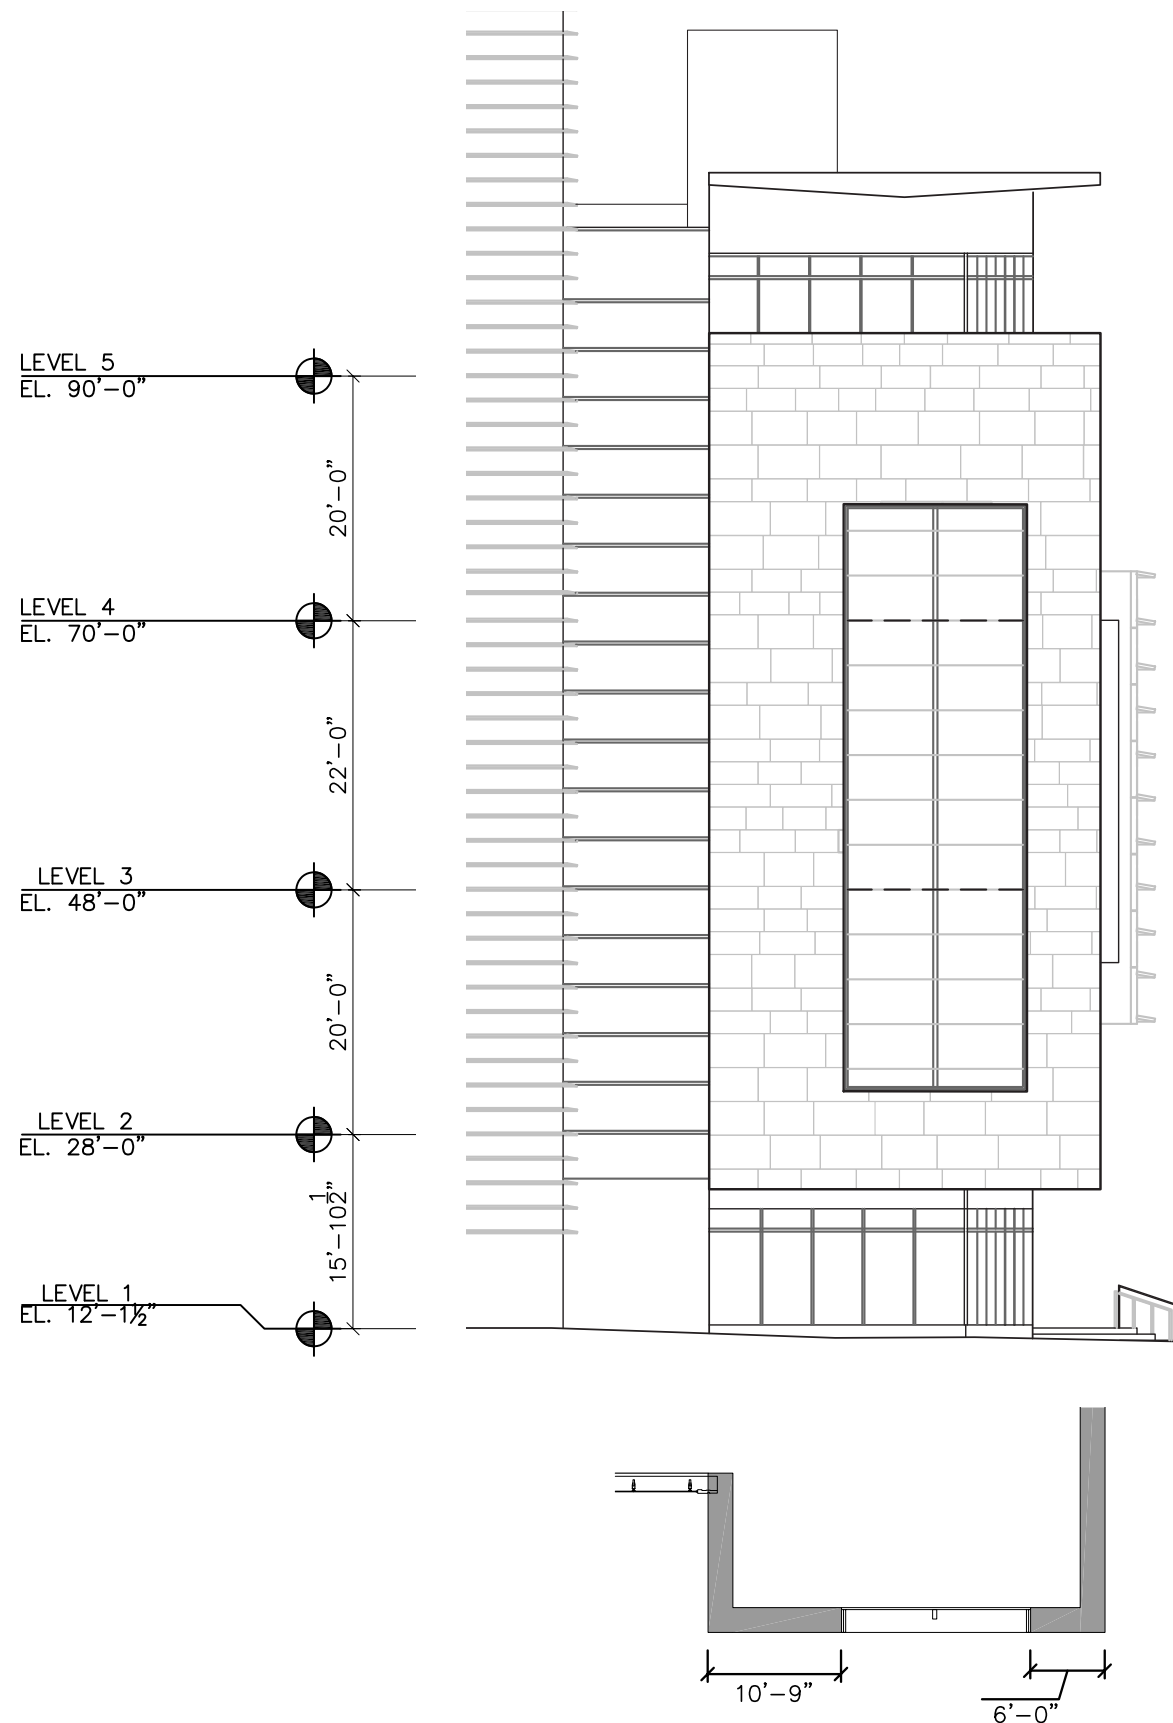 LEVEL 5
EL. 90'-0"
20'-0"
LEVEL 4
EL. 70'-0"
22'-0"
LEVEL 3
EL. 48'-0"
20'-0"
LEVEL 2
EL. 28'-0"
15'-10½"
LEVEL 1
EL. 12'-1½"
10'-9"
6'-0"